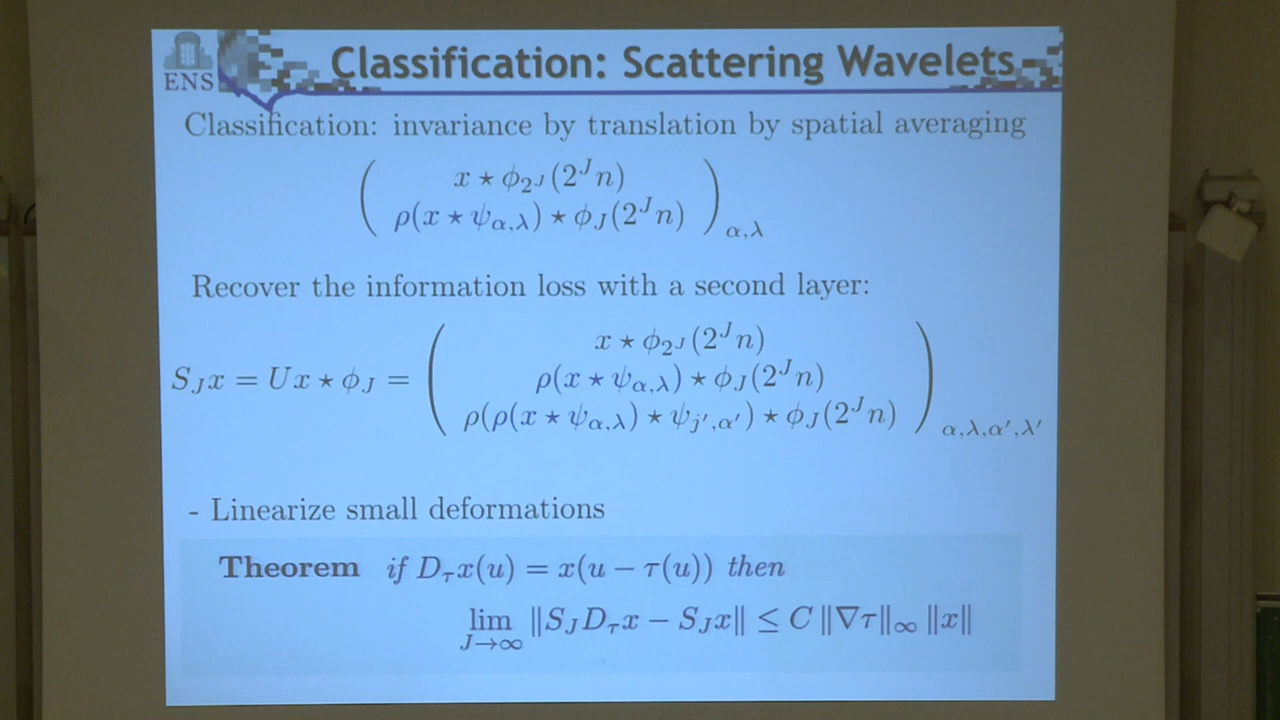 ENS
Classification: Scattering Wavelets
Classification: invariance by translation by spatial averaging
( x ⋆ ϕ_{2^J}(2^J n)
ρ(x ⋆ ψ_{α,λ}) ⋆ ϕ_J(2^J n) )_{α,λ}
Recover the information loss with a second layer:
x ⋆ ϕ_{2^J}(2^J n)
S_J x = Ux ⋆ ϕ_J = ( ρ(x ⋆ ψ_{α,λ}) ⋆ ϕ_J(2^J n) )
ρ(ρ(x ⋆ ψ_{α,λ}) ⋆ ψ_{j',α'}) ⋆ ϕ_J(2^J n) _{α,λ,α',λ'}
- Linearize small deformations
Theorem if D_τ x(u) = x(u − τ(u)) then
lim_{J→∞} ‖S_J D_τ x − S_J x‖ ≤ C ‖∇τ‖_∞ ‖x‖